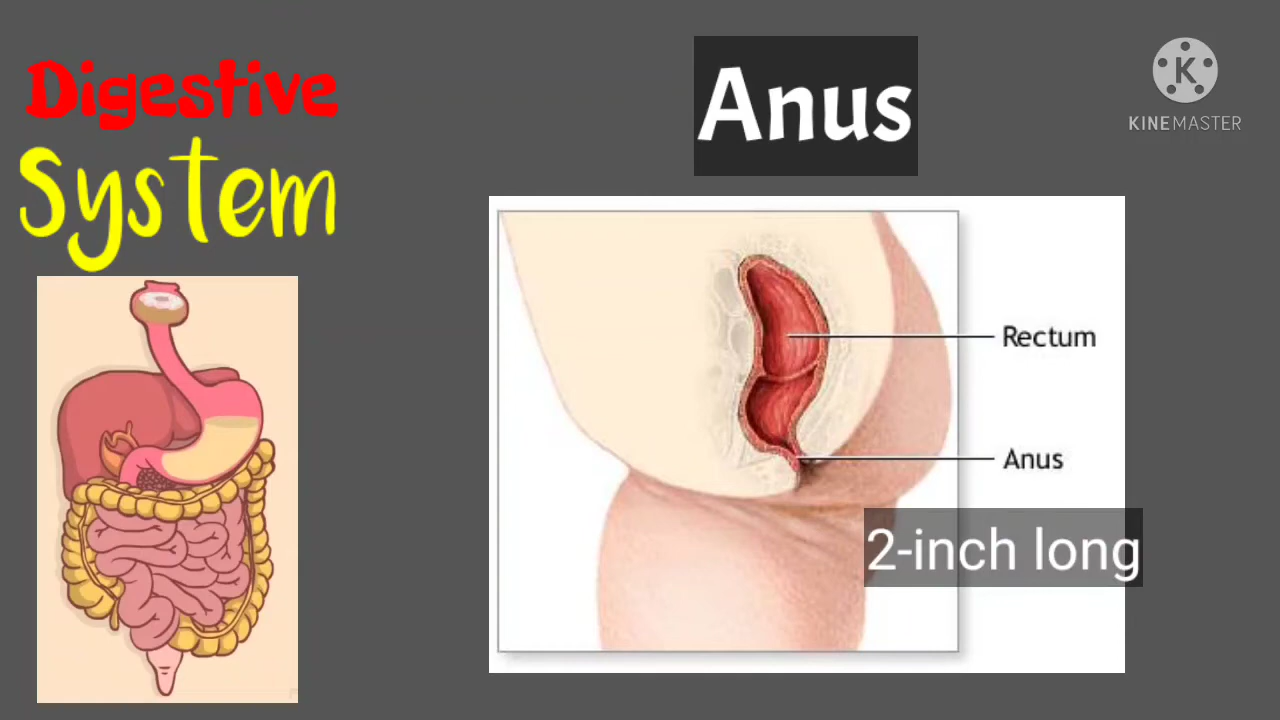 Digestive
System
Anus
KINEMASTER
Rectum
Anus
2-inch long